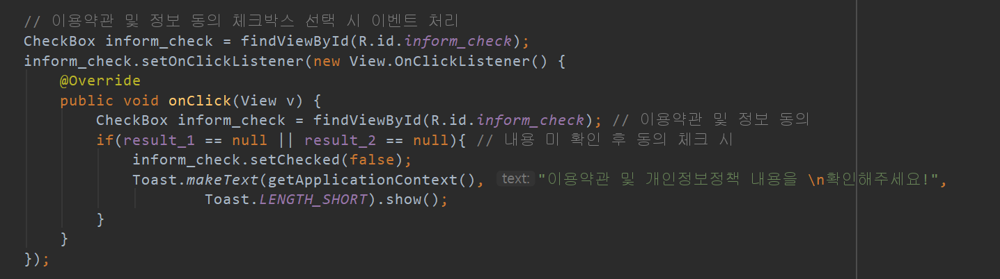 // 이용약관 및 정보 동의 체크박스 선택 시 이벤트 처리
CheckBox inform_check = findViewById(R.id.inform_check);
inform_check.setOnClickListener(new View.OnClickListener() {
@Override
public void onClick(View v) {
CheckBox inform_check = findViewById(R.id.inform_check); // 이용약관 및 정보 동의
if(result_1 == null || result_2 == null){ // 내용 미 확인 후 동의 체크 시
inform_check.setChecked(false);
Toast.makeText(getApplicationContext(), text: "이용약관 및 개인정보정책 내용을 \n확인해주세요!",
Toast.LENGTH_SHORT).show();
}
}
});